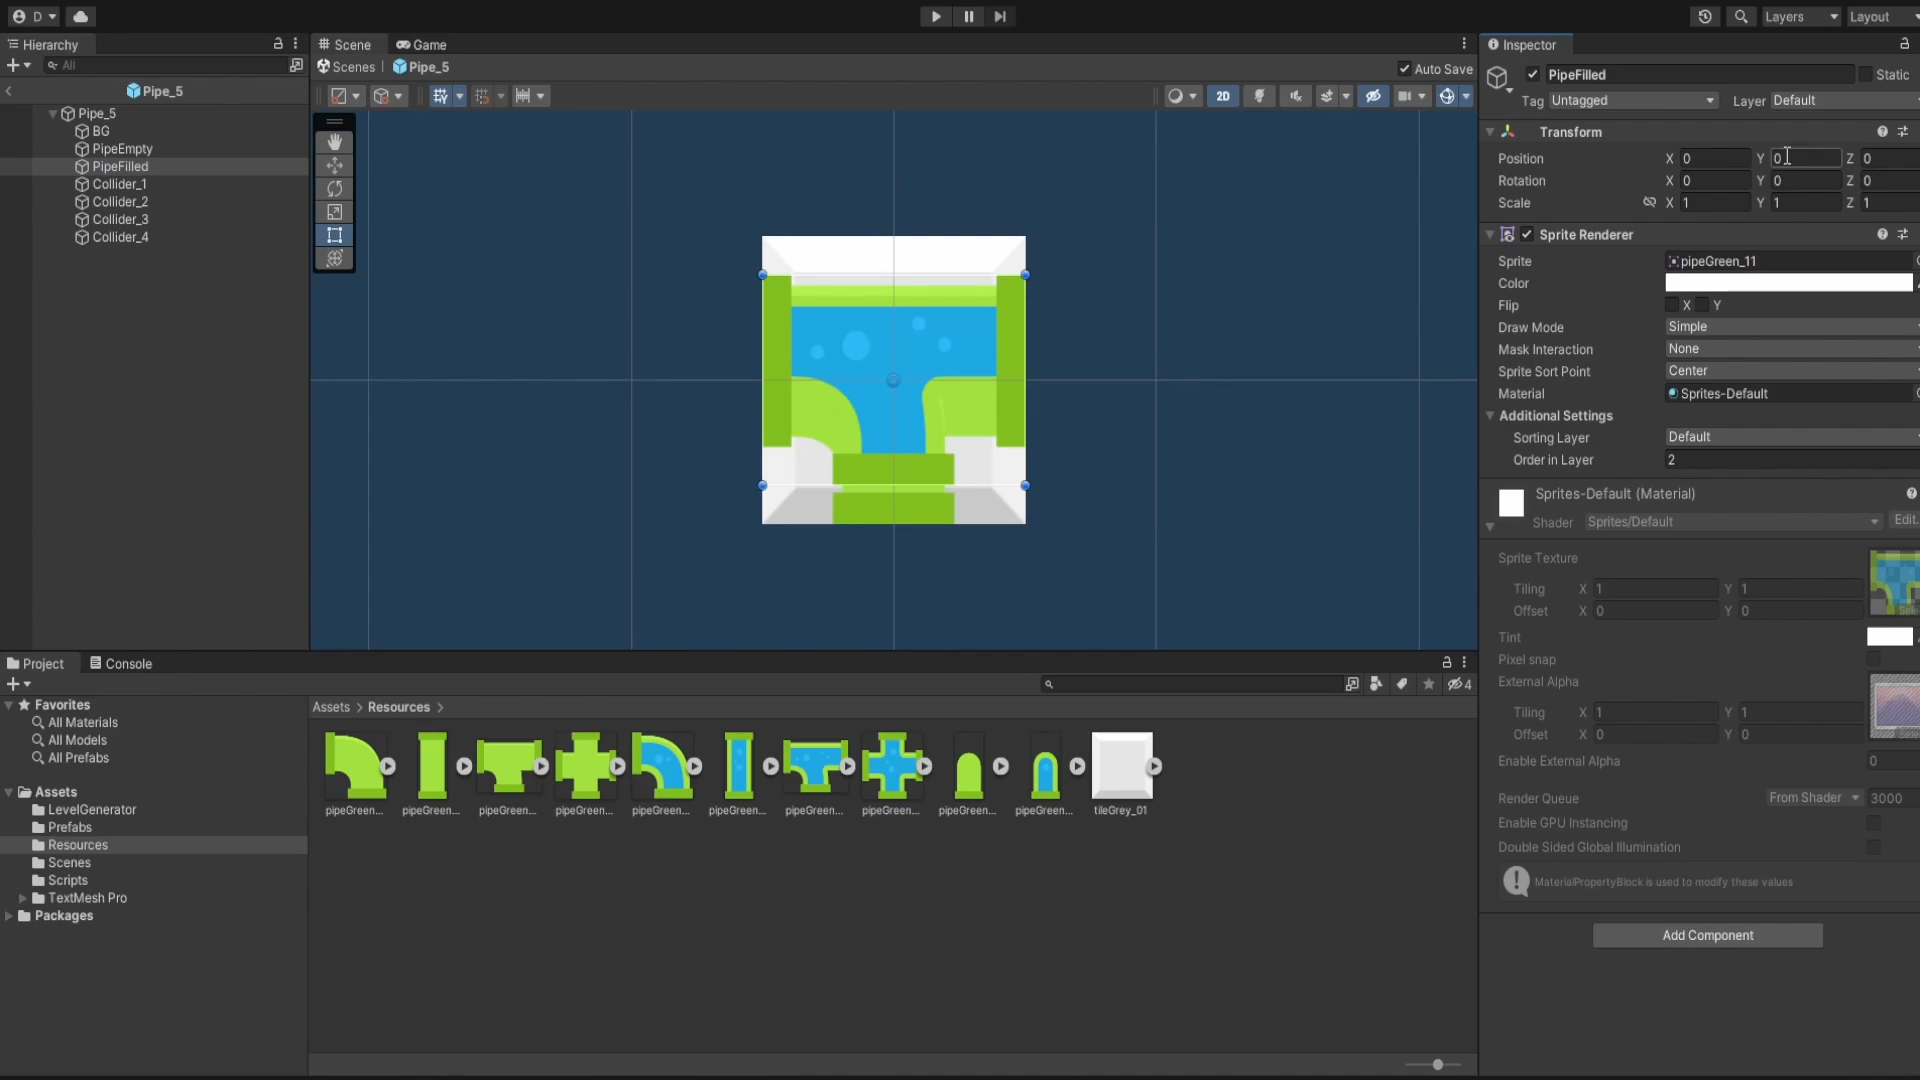 D
Layers
Layout
Hierarchy
All
Pipe_5
Pipe_5
BG
PipeEmpty
PipeFilled
Collider_1
Collider_2
Collider_3
Collider_4
Scene
Game
Scenes
Pipe_5
Auto Save
2D
Inspector
PipeFilled
Static
Tag
Untagged
Layer
Default
Transform
Position X 0 Y 0 Z 0
Rotation X 0 Y 0 Z 0
Scale X 1 Y 1 Z 1
Sprite Renderer
Sprite pipeGreen_11
Color
Flip X Y
Draw Mode Simple
Mask Interaction None
Sprite Sort Point Center
Material Sprites-Default
Additional Settings
Sorting Layer Default
Order in Layer 2
Sprites-Default (Material)
Shader Sprites/Default Edit.
Sprite Texture
Tiling X 1 Y 1
Offset X 0 Y 0
Tint
Pixel snap
External Alpha
Tiling X 1 Y 1
Offset X 0 Y 0
Enable External Alpha 0
Render Queue From Shader 3000
Enable GPU Instancing
Double Sided Global Illumination
MaterialPropertyBlock is used to modify these values
Add Component
Project
Console
4
Favorites
All Materials
All Models
All Prefabs
Assets
LevelGenerator
Prefabs
Resources
Scenes
Scripts
TextMesh Pro
Packages
Assets > Resources >
pipeGreen...
pipeGreen...
pipeGreen...
pipeGreen...
pipeGreen...
pipeGreen...
pipeGreen...
pipeGreen...
pipeGreen...
pipeGreen...
tileGrey_01